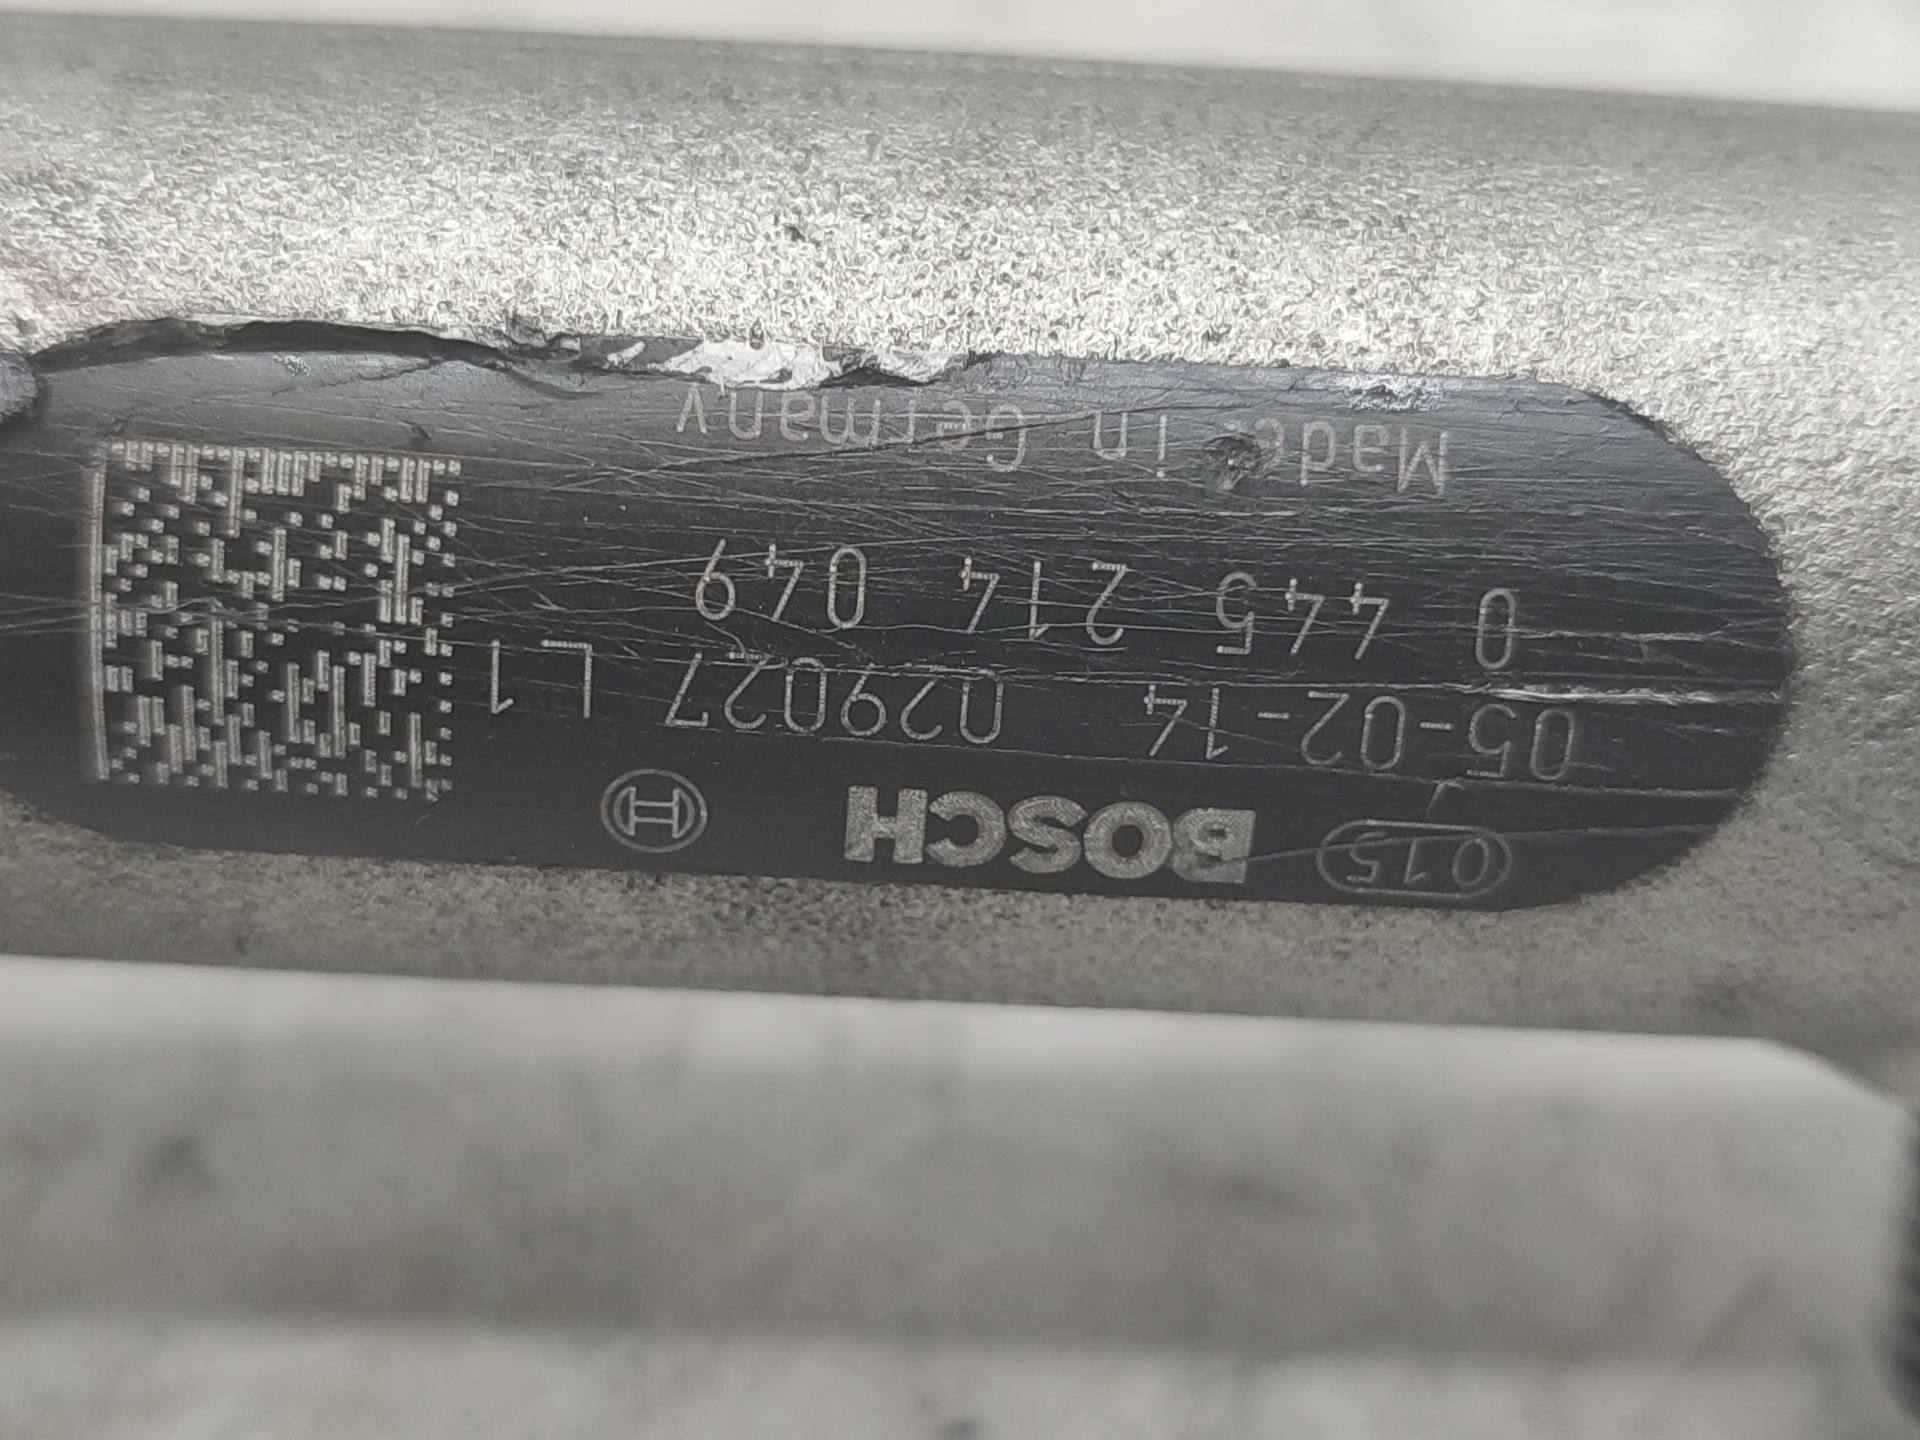 015 BOSCH
05-02-14 029027 L1
0 445 214 049
Made in Germany